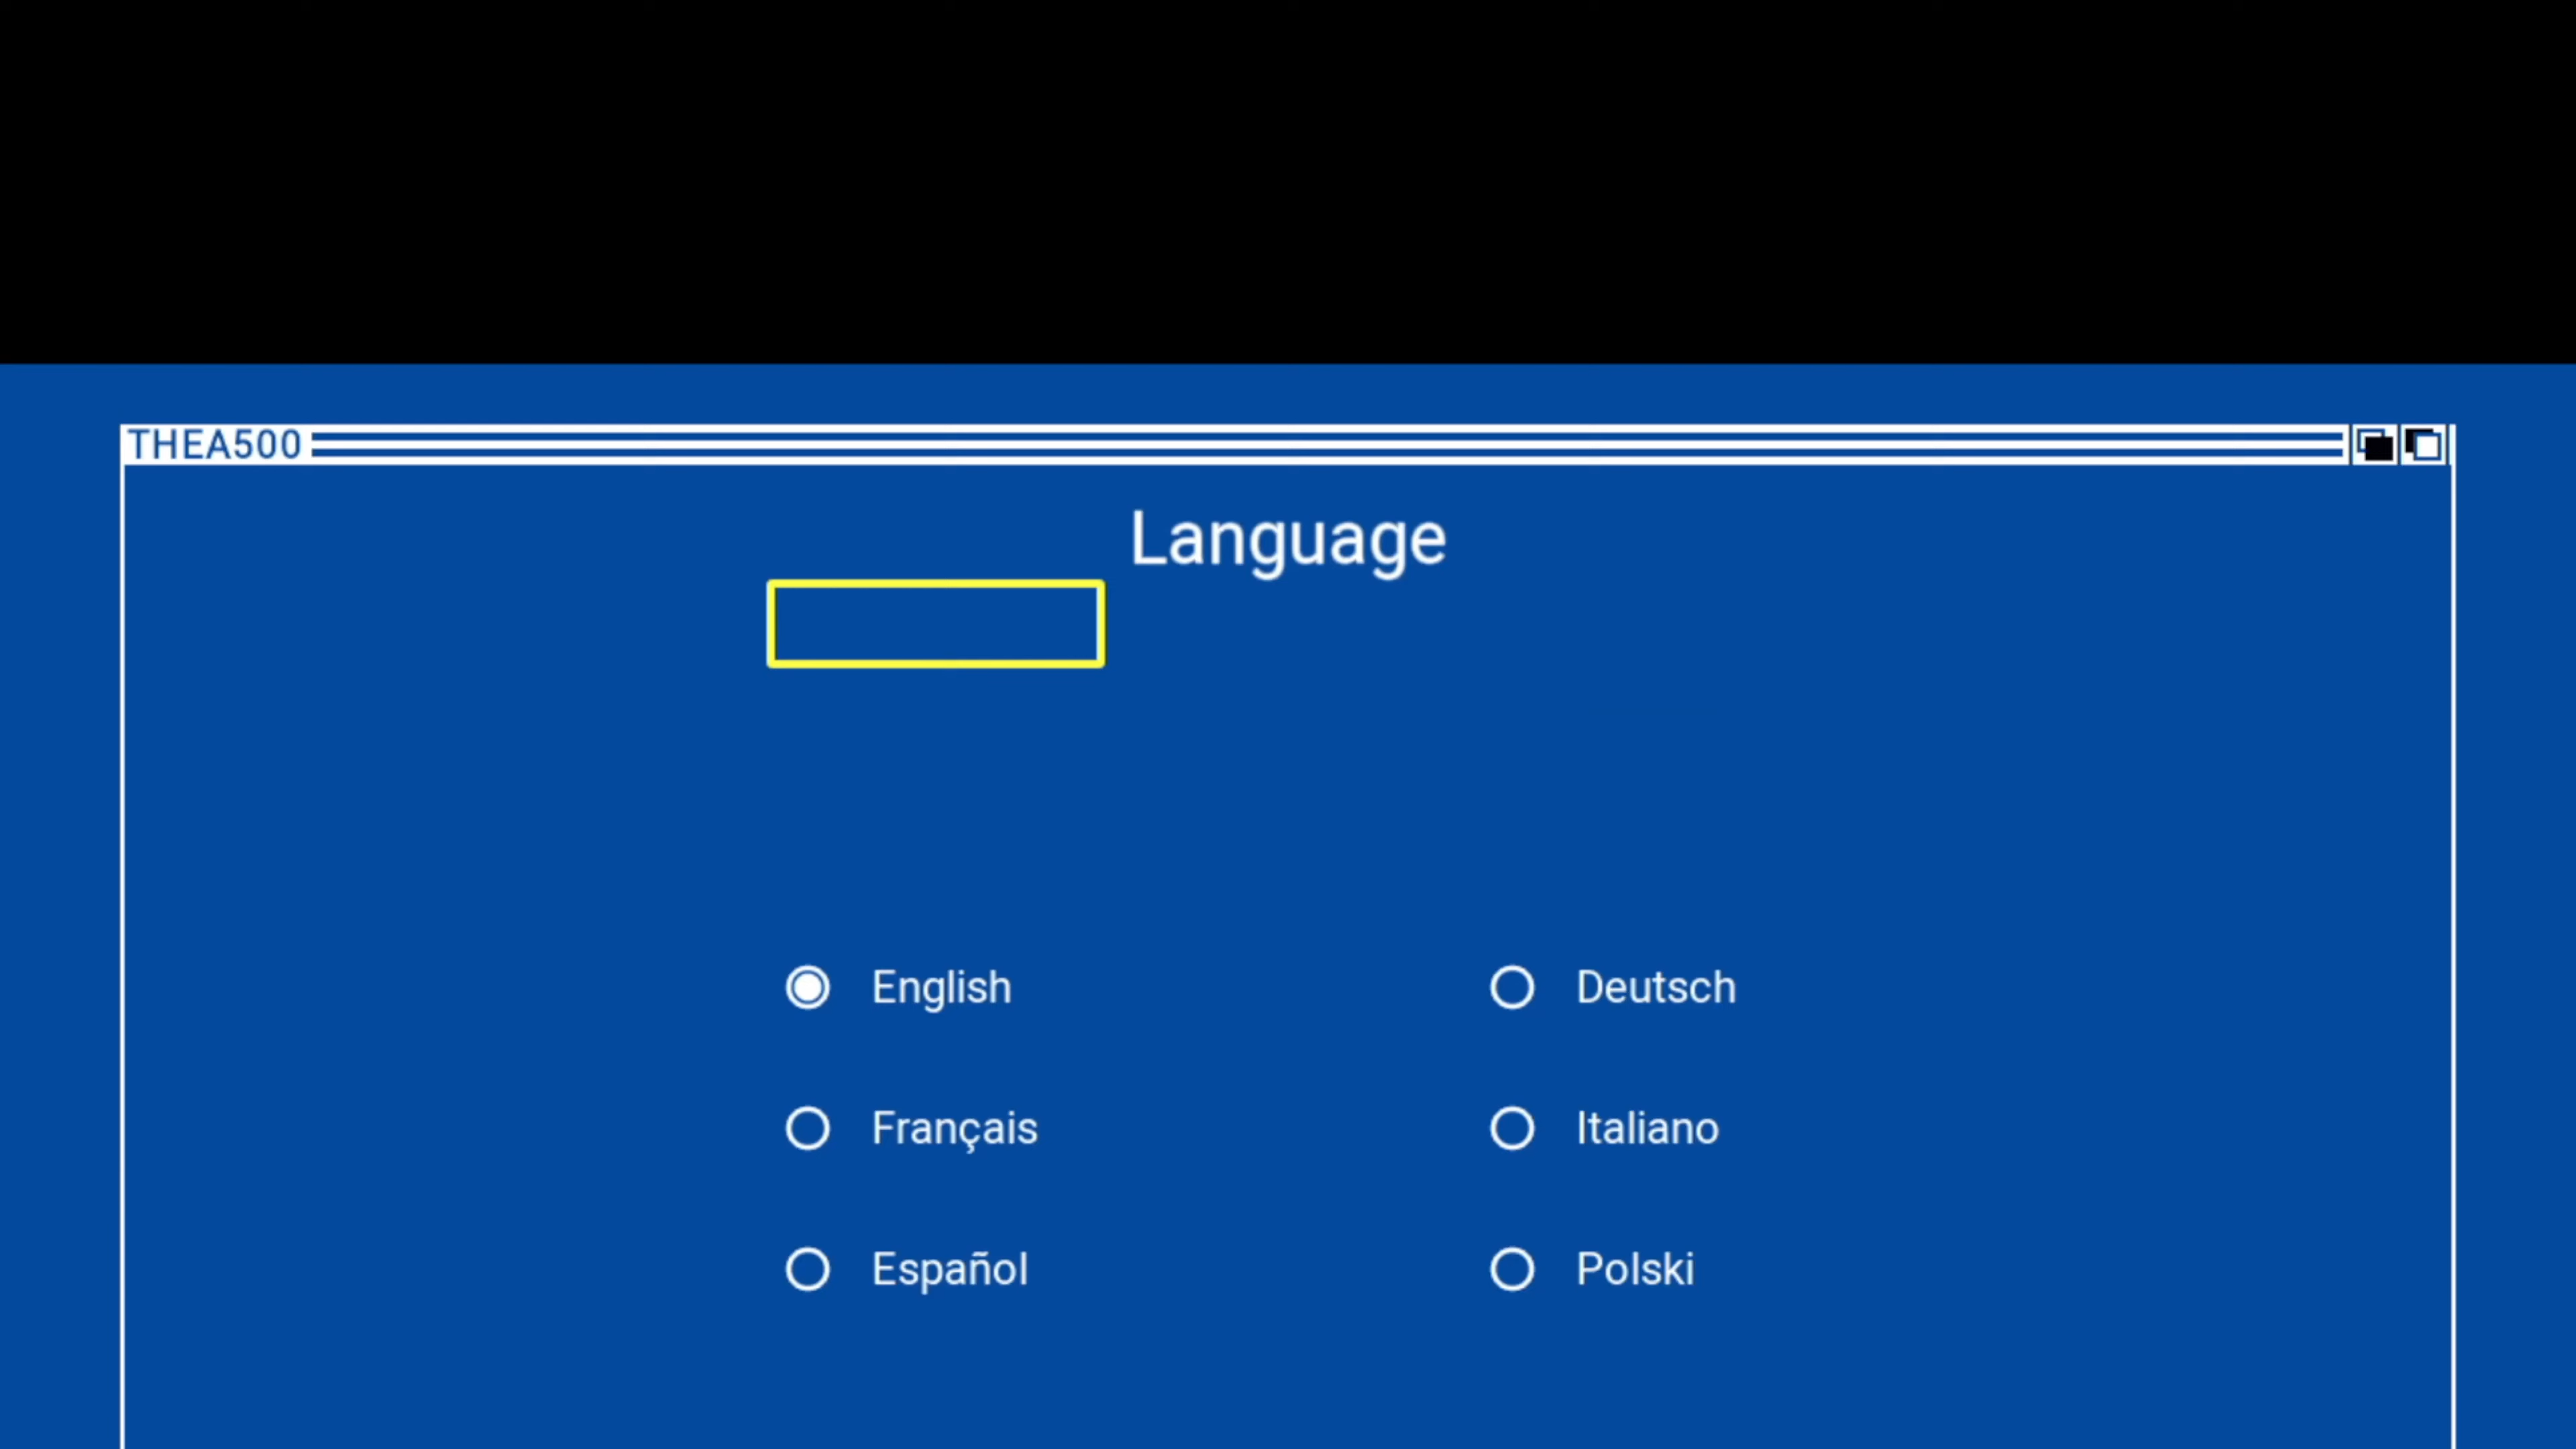 THEA500
Language
English
Deutsch
Français
Italiano
Español
Polski